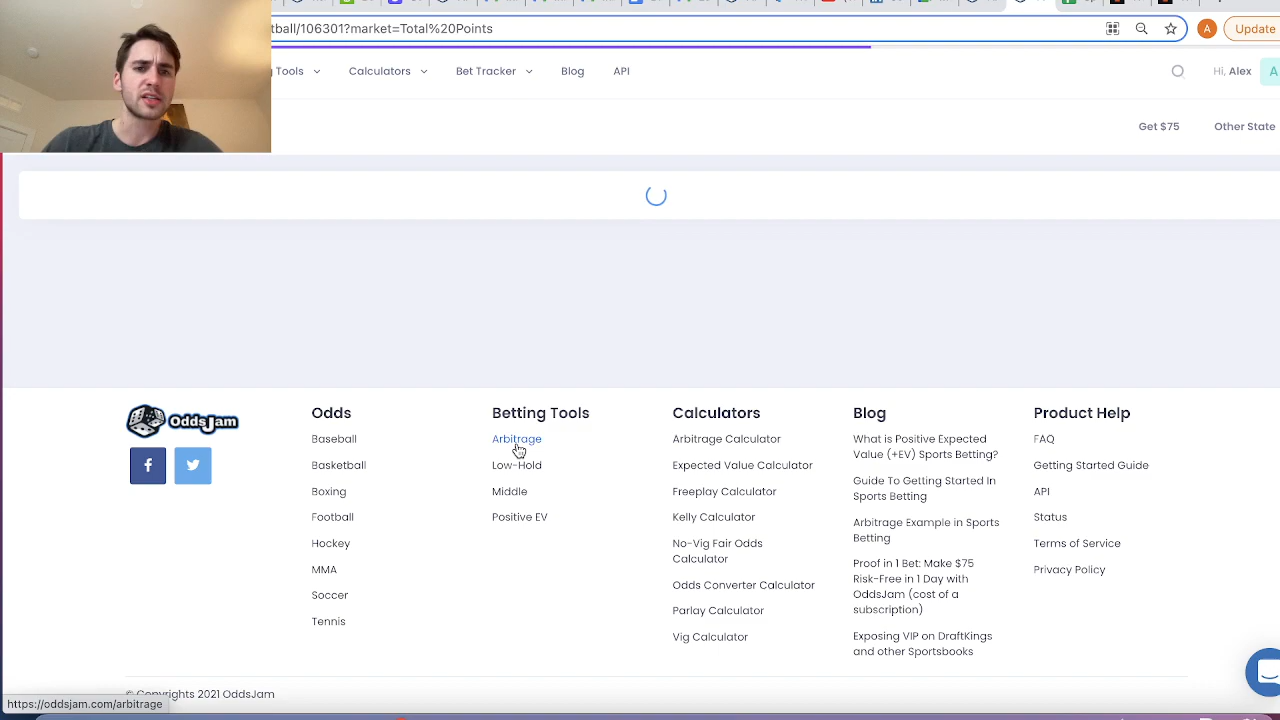 tball/106301?market=Total%20Points
A
Update
g Tools
Calculators
Bet Tracker
Blog
API
Hi, Alex
A
Get $75
Other State
OddsJam
Odds
Baseball
Basketball
Boxing
Football
Hockey
MMA
Soccer
Tennis
Betting Tools
Arbitrage
Low-Hold
Middle
Positive EV
Calculators
Arbitrage Calculator
Expected Value Calculator
Freeplay Calculator
Kelly Calculator
No-Vig Fair Odds
Calculator
Odds Converter Calculator
Parlay Calculator
Vig Calculator
Blog
What is Positive Expected
Value (+EV) Sports Betting?
Guide To Getting Started In
Sports Betting
Arbitrage Example in Sports
Betting
Proof in 1 Bet: Make $75
Risk-Free in 1 Day with
OddsJam (cost of a
subscription)
Exposing VIP on DraftKings
and other Sportsbooks
Product Help
FAQ
Getting Started Guide
API
Status
Terms of Service
Privacy Policy
© Copyrights 2021 OddsJam
https://oddsjam.com/arbitrage